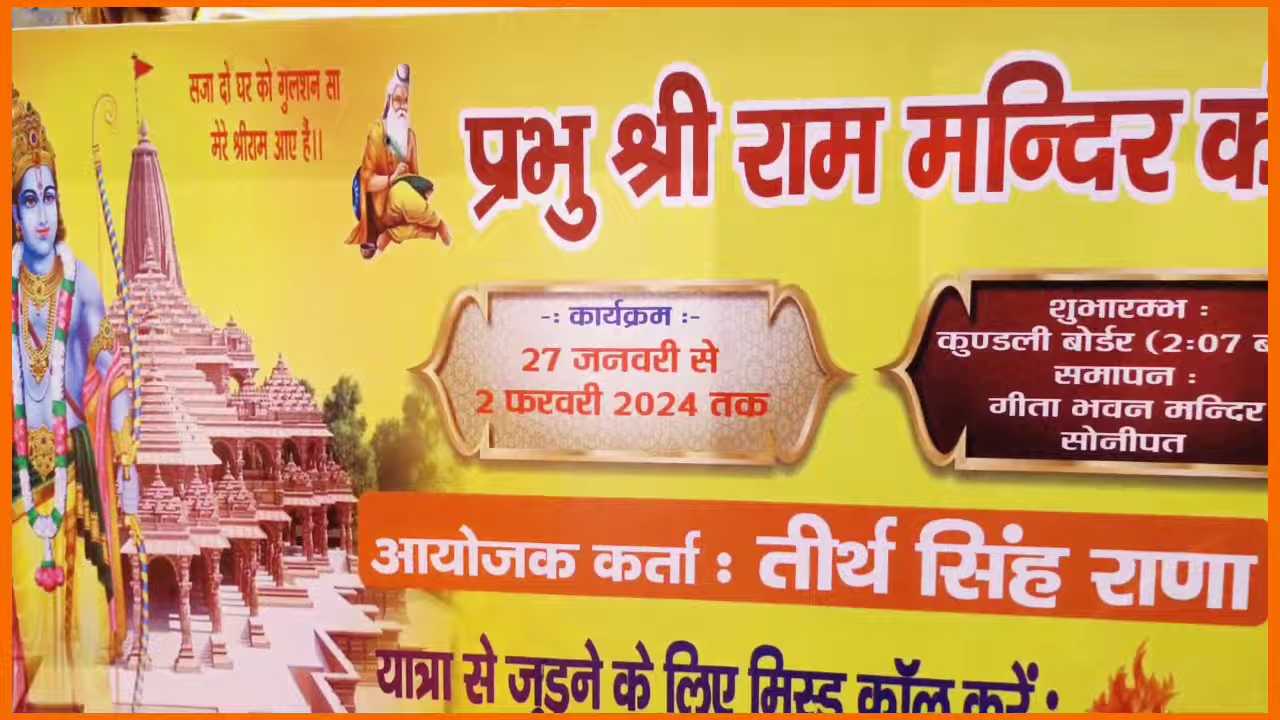 सजा दो घर को गुलशन सा
मेरे श्रीराम आए हैं।।
प्रभु श्री राम मन्दिर
-: कार्यक्रम :-
27 जनवरी से
2 फरवरी 2024 तक
शुभारम्भ :
कुण्डली बोर्डर (2:07
समापन :
गीता भवन मन्दिर
सोनीपत
आयोजक कर्ता : तीर्थ सिंह राणा
यात्रा से जुड़ने के लिए मिस्ड कॉल करें :